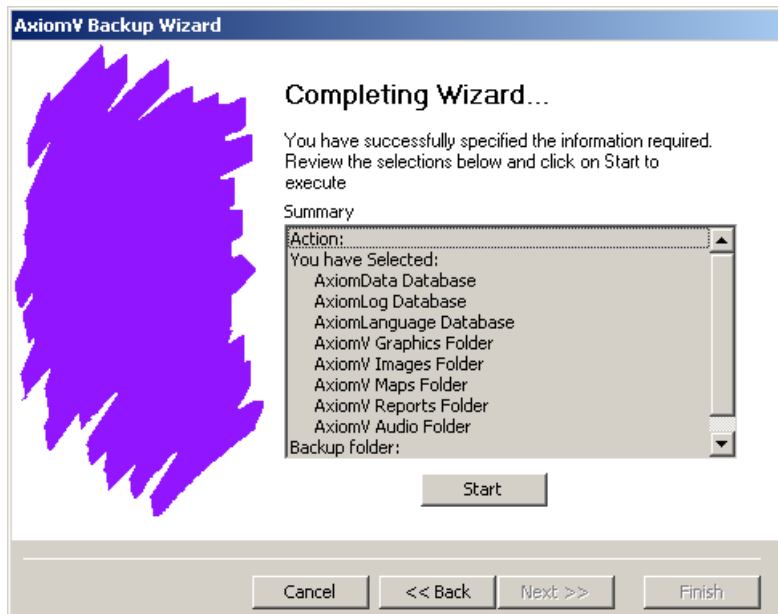 AxiomV Backup Wizard
Completing Wizard...
You have successfully specified the information required.
Review the selections below and click on Start to
execute
Summary
Action:
You have Selected:
AxiomData Database
AxiomLog Database
AxiomLanguage Database
AxiomV Graphics Folder
AxiomV Images Folder
AxiomV Maps Folder
AxiomV Reports Folder
AxiomV Audio Folder
Backup folder:
Start
Cancel
<< Back
Next >>
Finish